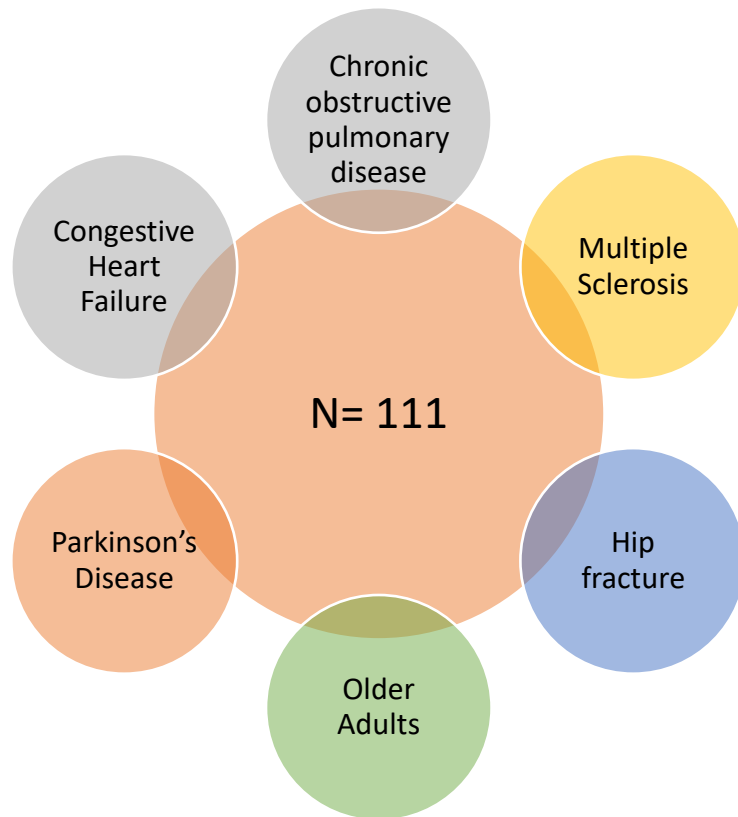 Chronic
obstructive
pulmonary
disease
Congestive
Heart
Failure
Multiple
Sclerosis
N= 111
Parkinson’s
Disease
Hip
fracture
Older
Adults